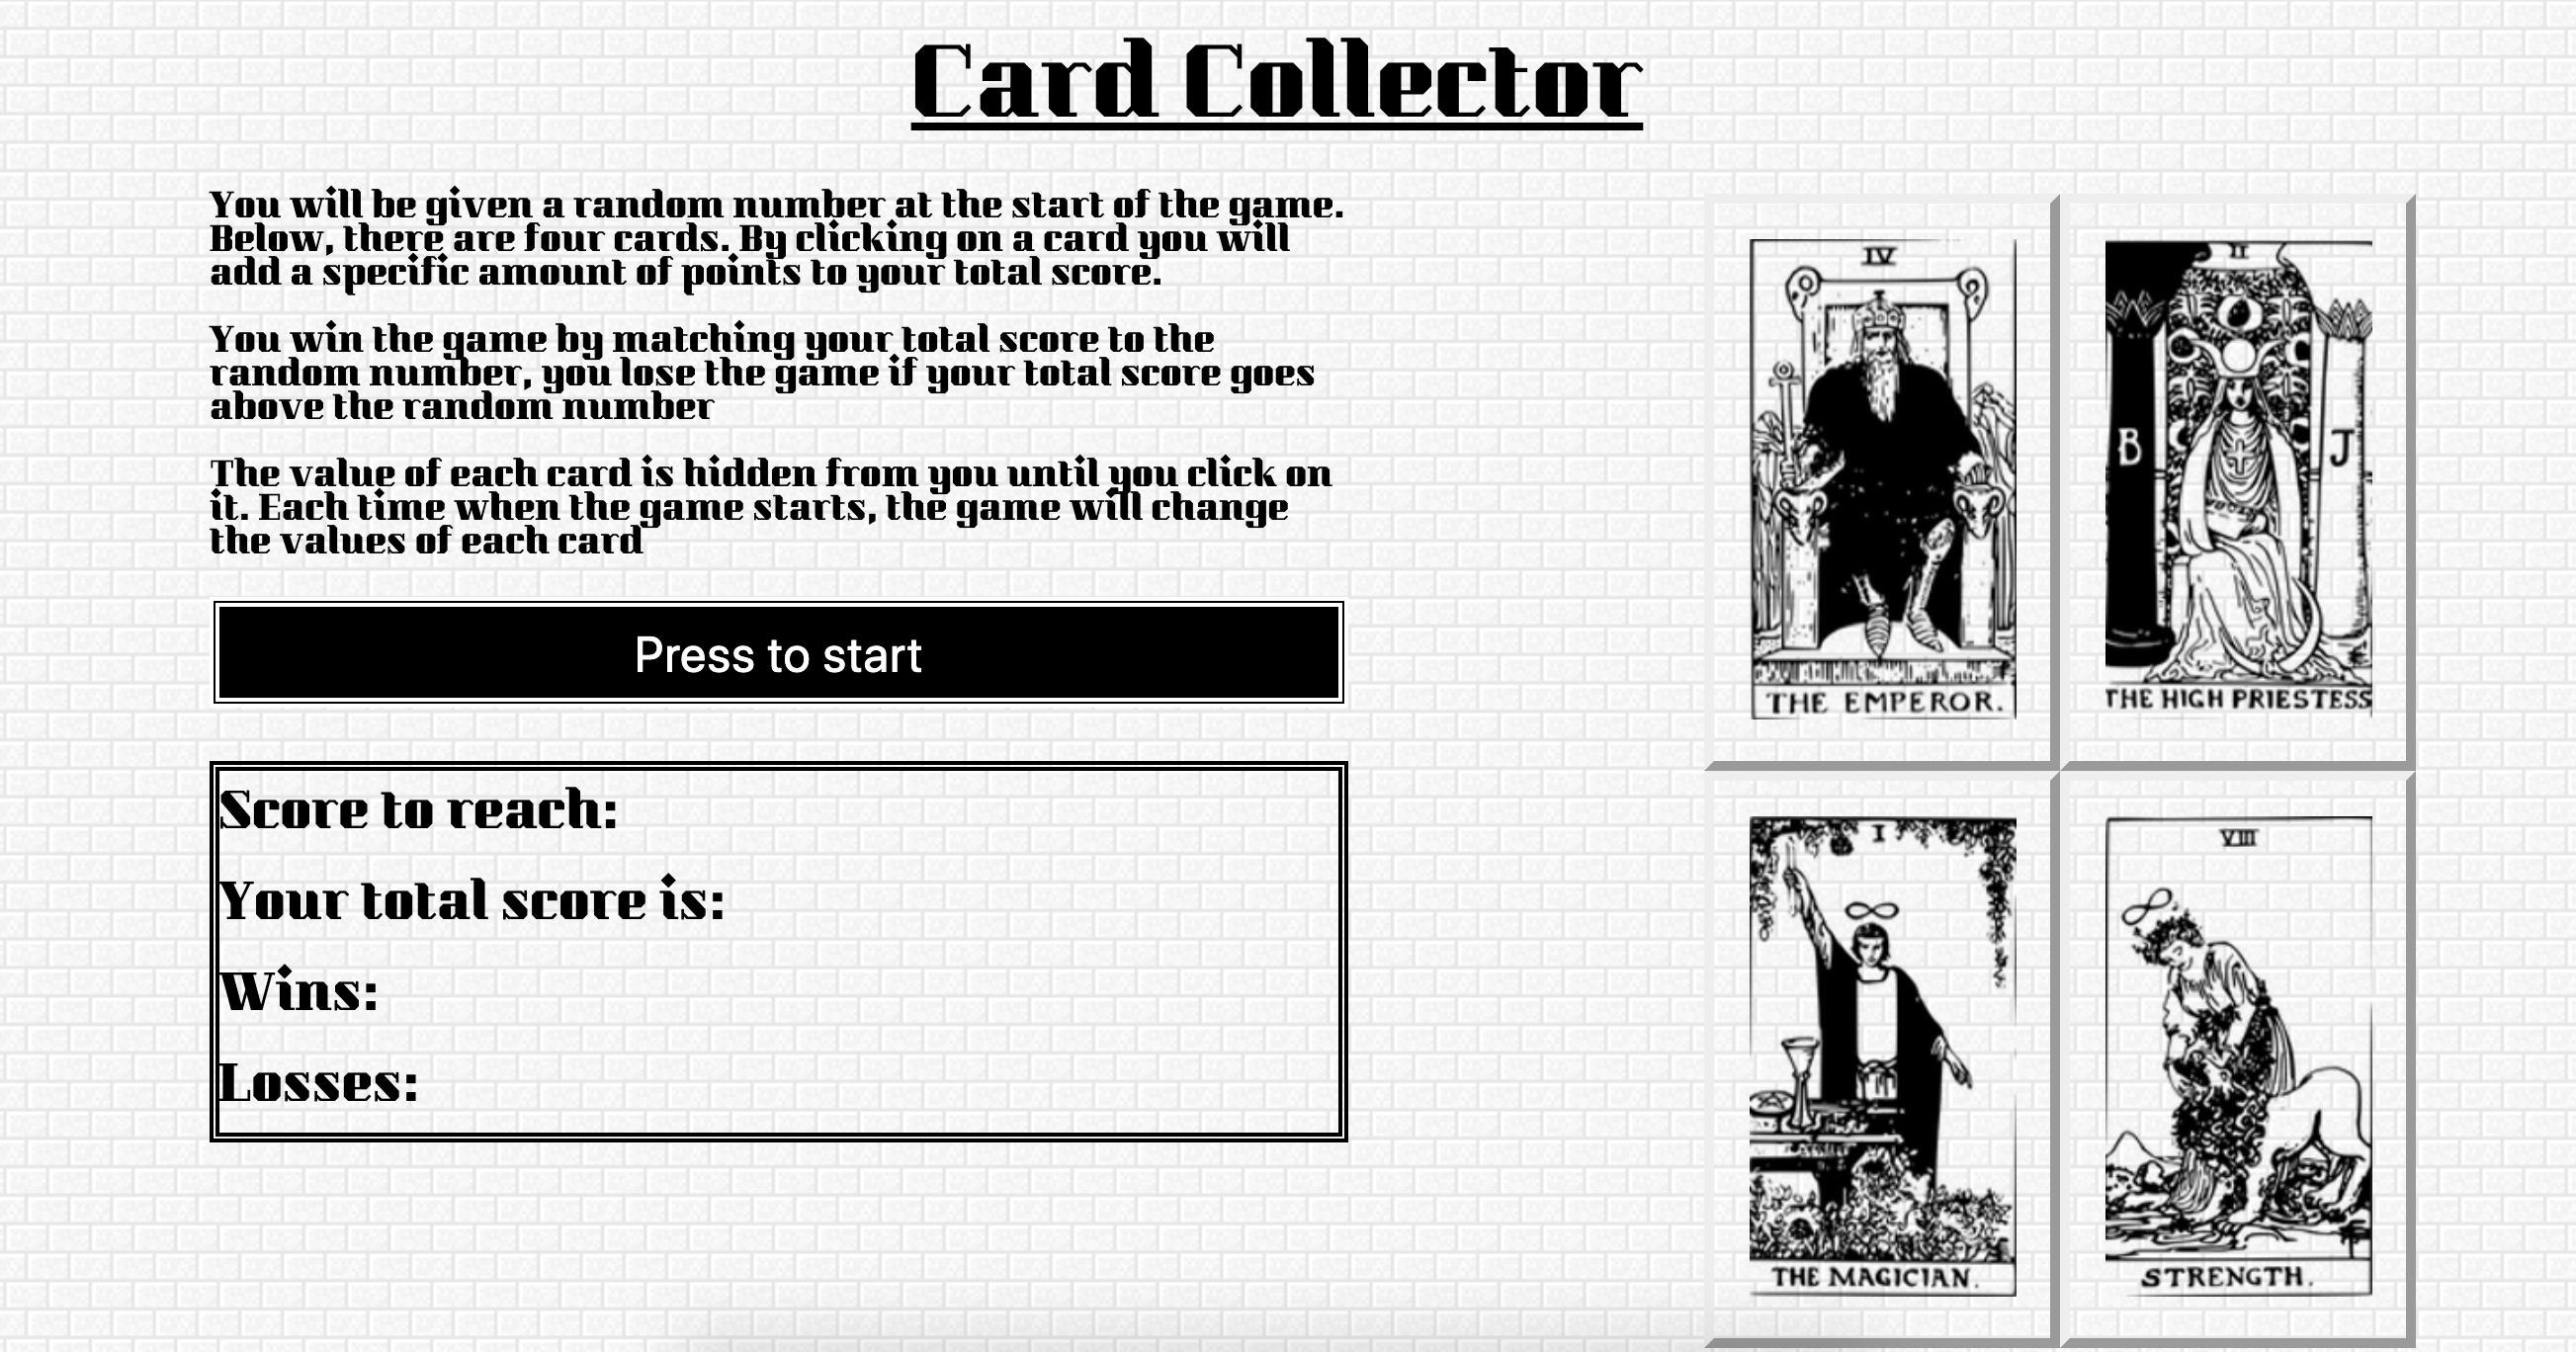 Card Collector
You will be given a random number at the start of the game.
Below, there are four cards. By clicking on a card you will
add a specific amount of points to your total score.
You win the game by matching your total score to the
random number, you lose the game if your total score goes
above the random number
The value of each card is hidden from you until you click on
it. Each time when the game starts, the game will change
the values of each card
Press to start
Score to reach:
Your total score is:
Wins:
Losses:
IV
THE EMPEROR.
II
B J
THE HIGH PRIESTESS
I
THE MAGICIAN.
VIII
STRENGTH.